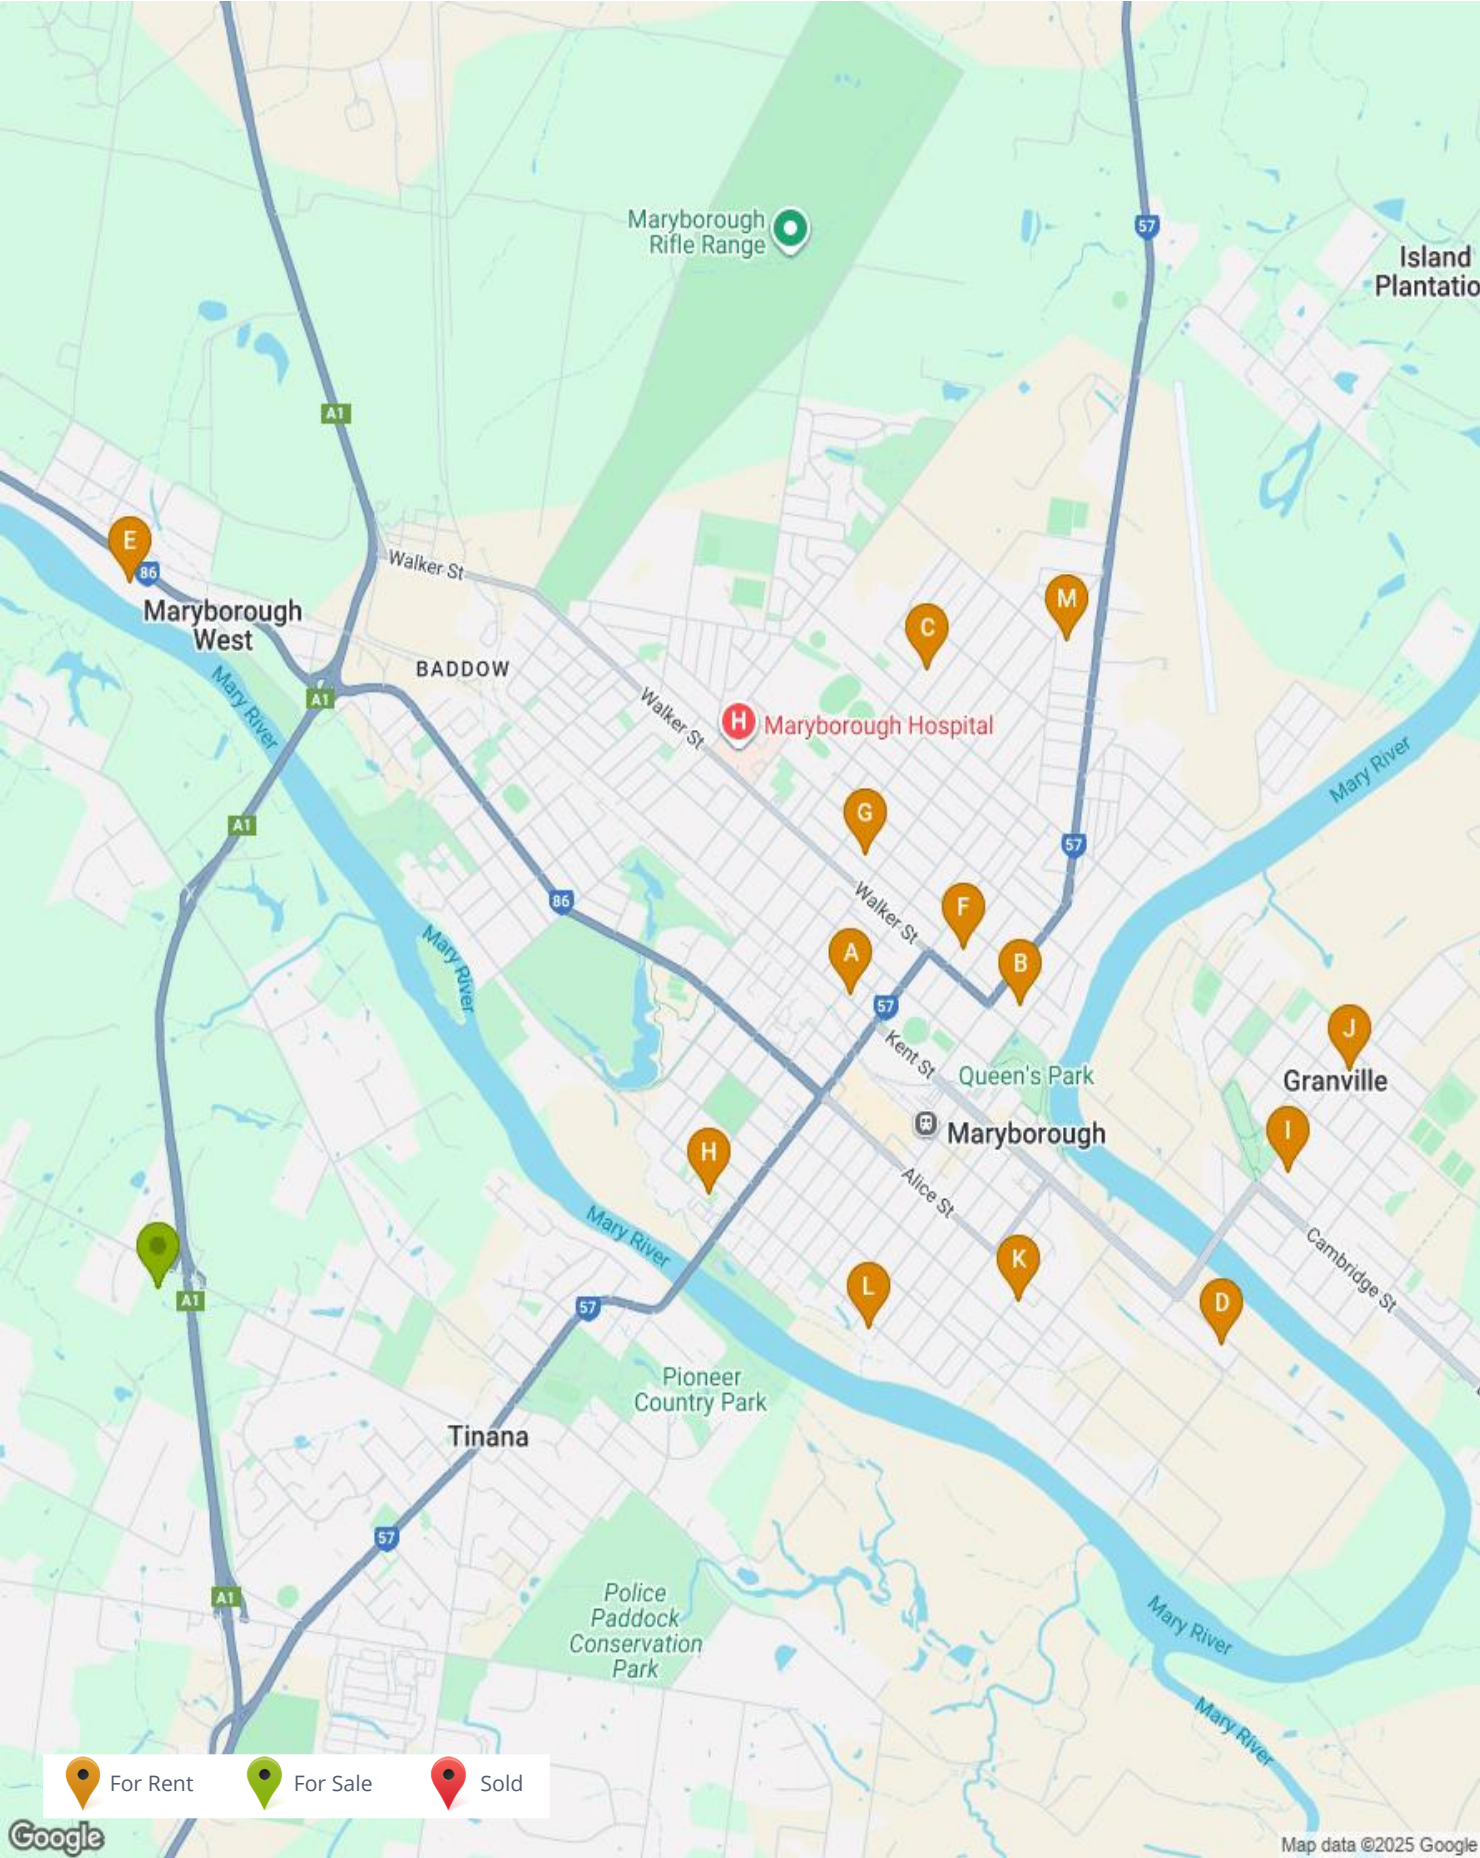 57
Maryborough
Rifle Range
Island
Plantatio
A1
E
86
Walker St
Maryborough
West
M
C
BADDOW
A1
Mary River
Walker St
H
Maryborough Hospital
Mary River
G
A1
57
86
Walker St
F
Mary River
A
B
57
J
Kent St
Queen's Park
Granville
Maryborough
I
H
Alice St
Mary River
K
Cambridge St
L
D
A1
57
Pioneer
Country Park
Tinana
57
A1
Police
Paddock
Conservation
Park
Mary River
Mary River
For Rent
For Sale
Sold
Google
Map data ©2025 Google